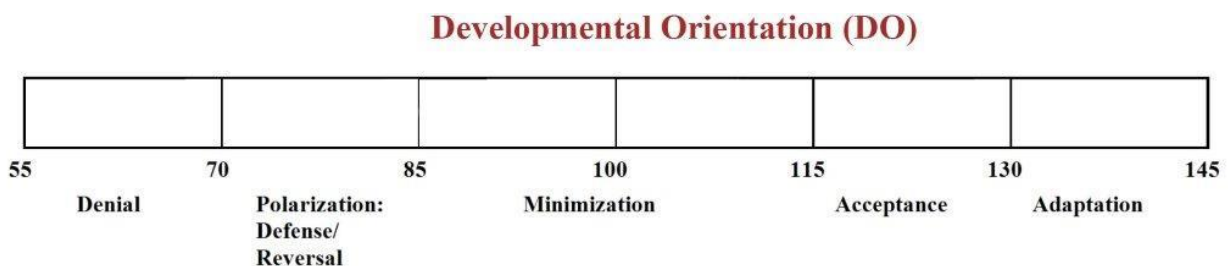 Developmental Orientation (DO)
55 70 85 100 115 130 145
Denial Polarization: Minimization Acceptance Adaptation
Defense/
Reversal